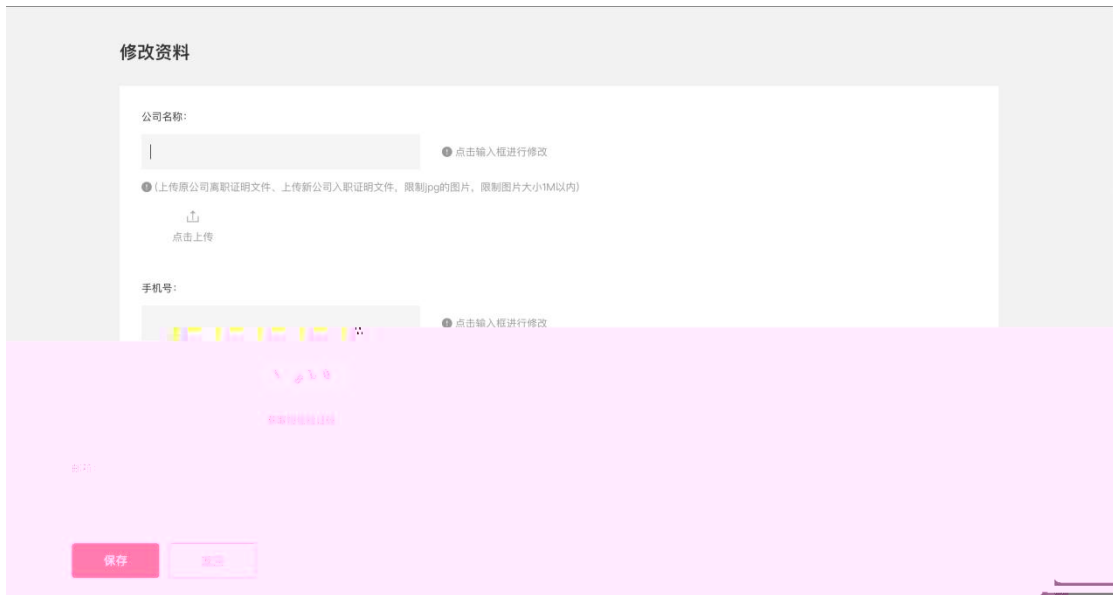 修改资料
公司名称：
点击输入框进行修改
(上传原公司离职证明文件、上传新公司入职证明文件，限制jpg的图片，限制图片大小1M以内)
点击上传
手机号：
点击输入框进行修改
保存